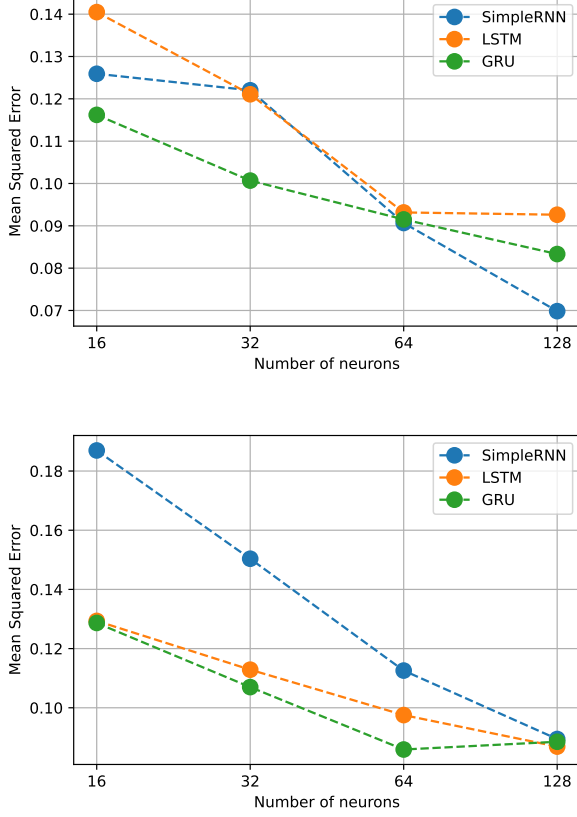 0.14
0.13
0.12
0.11
0.10
0.09
0.08
0.07
Mean Squared Error
SimpleRNN
LSTM
GRU
16 32 64 128
Number of neurons
0.18
0.16
0.14
0.12
0.10
Mean Squared Error
SimpleRNN
LSTM
GRU
16 32 64 128
Number of neurons